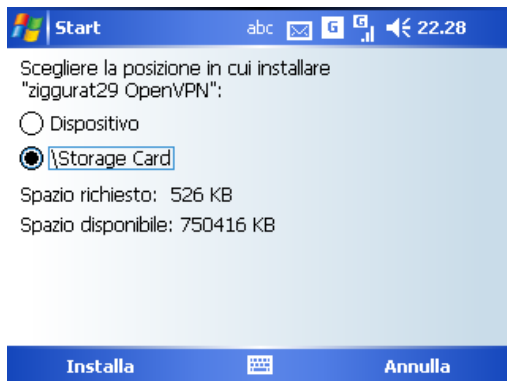 Start abc G G 22.28
Scegliere la posizione in cui installare
"ziggurat29 OpenVPN":
Dispositivo
\Storage Card
Spazio richiesto: 526 KB
Spazio disponibile: 750416 KB
Installa Annulla